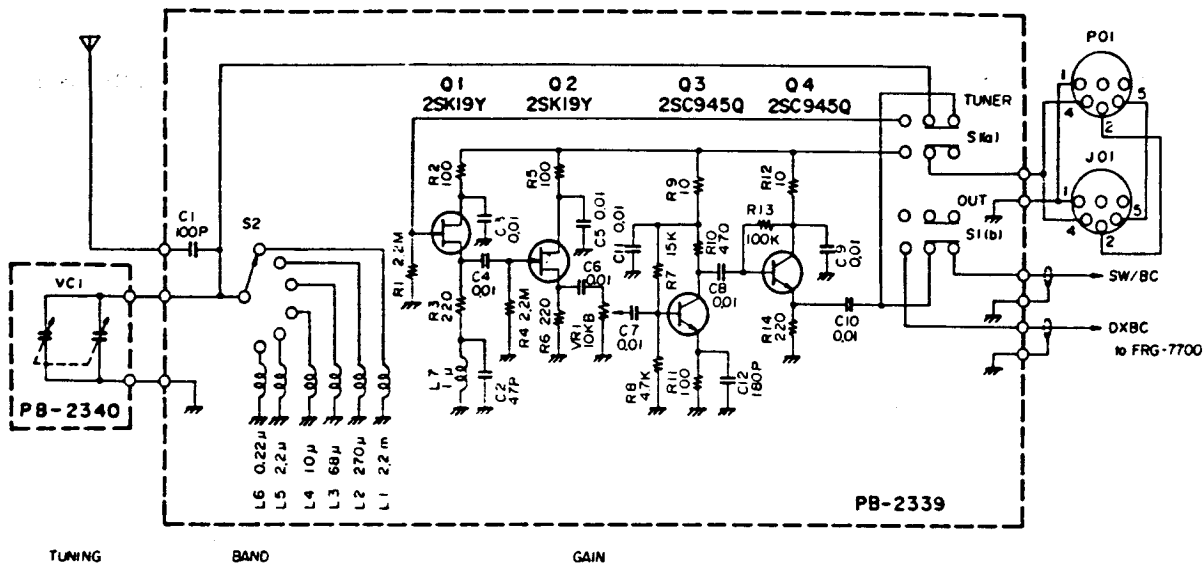 P01
1
5
4
2
Q1
2SK19Y
Q2
2SK19Y
Q3
2SC945Q
Q4
2SC945Q
TUNER
S1(a)
R2
100
R5
100
R9
10
R12
10
J01
1
5
4
2
C1
100P
S2
C3
0,01
C5 0,01
C11 0,01
R7 15K
R10
470
R13
100K
C9
0,01
OUT
S1(b)
VC1
R1 2,2M
C4
0,01
C6
0,01
C8
0,01
SW/BC
R3
220
R4 2,2M
R6 220
VR1
10KB
C7
0,01
R14
220
C10
0,01
DXBC
to FRG-7700
L7
1μ
C2
47P
R8
4.7K
R11
100
C12
180P
PB-2340
L6 0,22μ
L5 2,2μ
L4 10μ
L3 68μ
L2 270μ
L1 2,2m
PB-2339
TUNING
BAND
GAIN